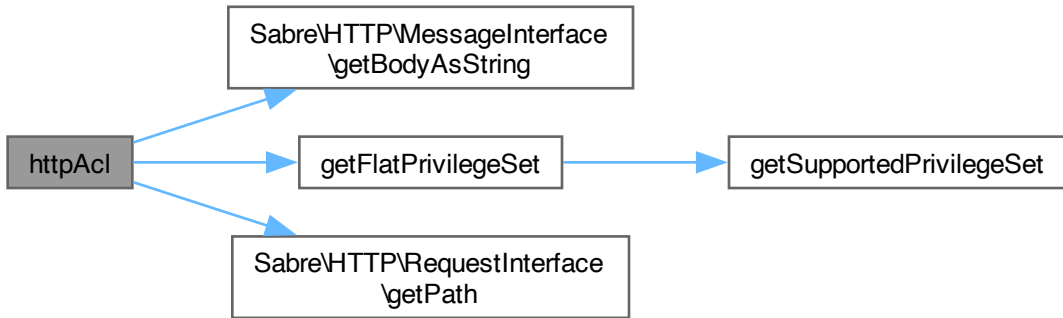 Sabre\HTTP\MessageInterface
\getBodyAsString
httpAcl
getFlatPrivilegeSet
getSupportedPrivilegeSet
Sabre\HTTP\RequestInterface
\getPath